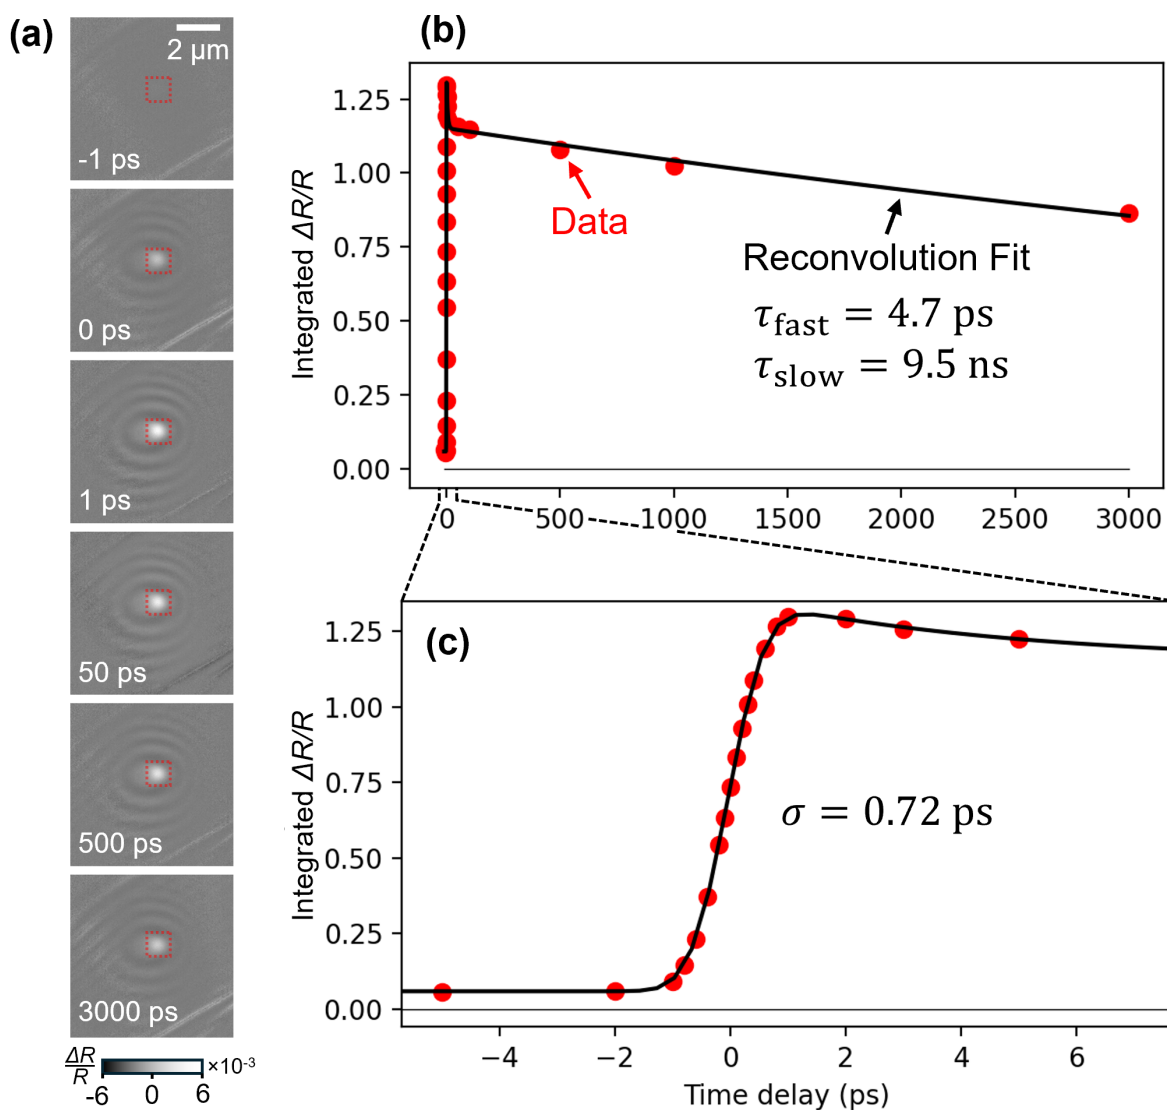 (a)
2 μm
-1 ps
0 ps
1 ps
50 ps
500 ps
3000 ps
ΔR/R
-6 0 6
×10⁻³
(b)
Integrated ΔR/R
1.25
1.00
0.75
0.50
0.25
0.00
Data
Reconvolution Fit
τfast = 4.7 ps
τslow = 9.5 ns
0 500 1000 1500 2000 2500 3000
(c)
Integrated ΔR/R
1.25
1.00
0.75
0.50
0.25
0.00
σ = 0.72 ps
−4 −2 0 2 4 6
Time delay (ps)